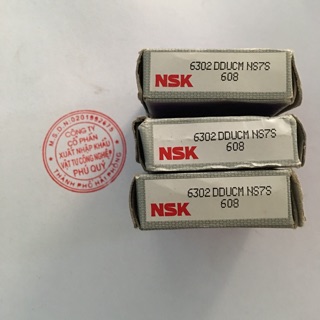 6302 DDUCM NS7S
NSK 608
6302 DDUCM NS7S
NSK 608
6302 DDUCM NS7S
NSK 608
M.S.D.N:0201892675
CÔNG TY
CỔ PHẦN
XUẤT NHẬP KHẨU
VẬT TƯ CÔNG NGHIỆP
PHÚ QUÝ
THÀNH PHỐ HẢI PHÒNG